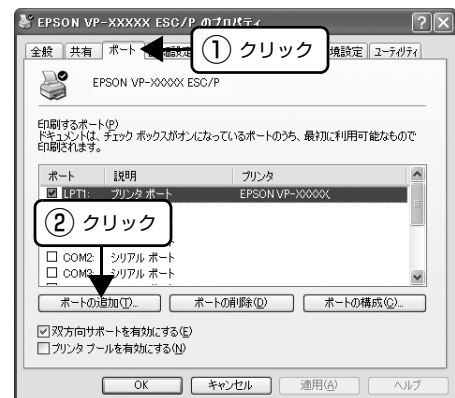 EPSON VP-XXXXX ESC/P のプロパティ
全般 共有 ポート ① クリック 境設定 ユーティリティ
EPSON VP-XXXXX ESC/P
印刷するポート(P)
ドキュメントは、チェック ボックスがオンになっているポートのうち、最初に利用可能なもので
印刷されます。
ポート 説明 プリンタ
LPT1: プリンタ ポート EPSON VP-XXXXX,
② クリック
COM2: シリアル ポート
COM3: シリアル ポート
ポートの追加(T)... ポートの削除(D) ポートの構成(C)...
双方向サポートを有効にする(E)
プリンタ プールを有効にする(N)
OK キャンセル 適用(A) ヘルプ